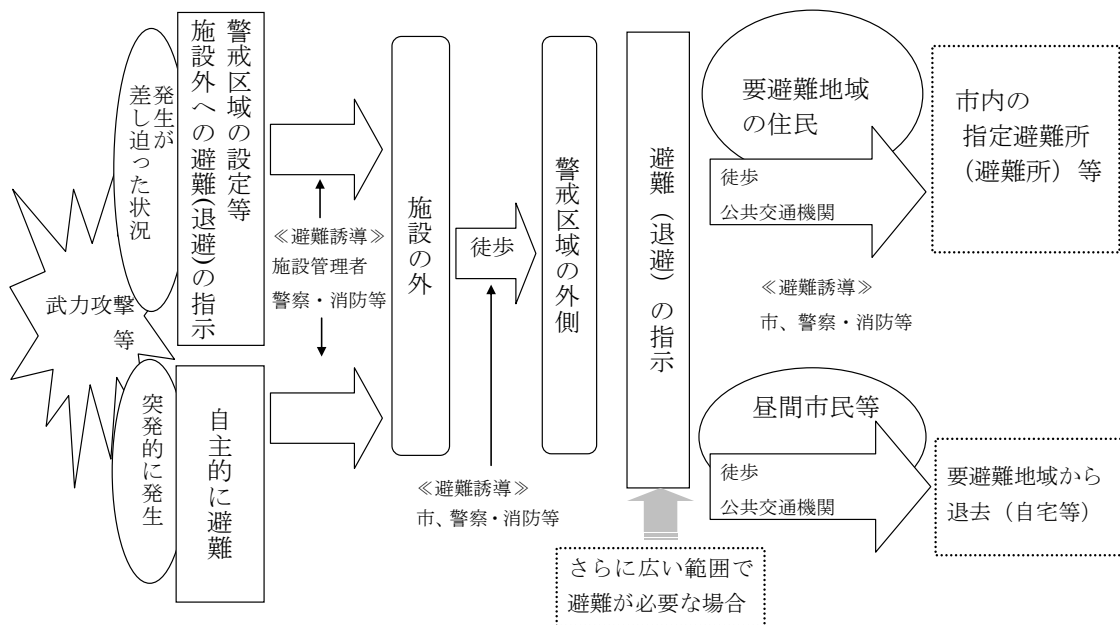 武力攻撃
等
発生が
差し迫った状況
警戒区域の設定等
施設外への避難(退避)の指示
突発的に発生
自主的に避難
≪避難誘導≫
施設管理者
警察・消防等
施設の外
徒歩
≪避難誘導≫
市、警察・消防等
警戒区域の外側
避難（退避）の指示
さらに広い範囲で
避難が必要な場合
要避難地域
の住民
徒歩
公共交通機関
市内の
指定避難所
（避難所）等
≪避難誘導≫
市、警察・消防等
昼間市民等
徒歩
公共交通機関
要避難地域から
退去（自宅等）